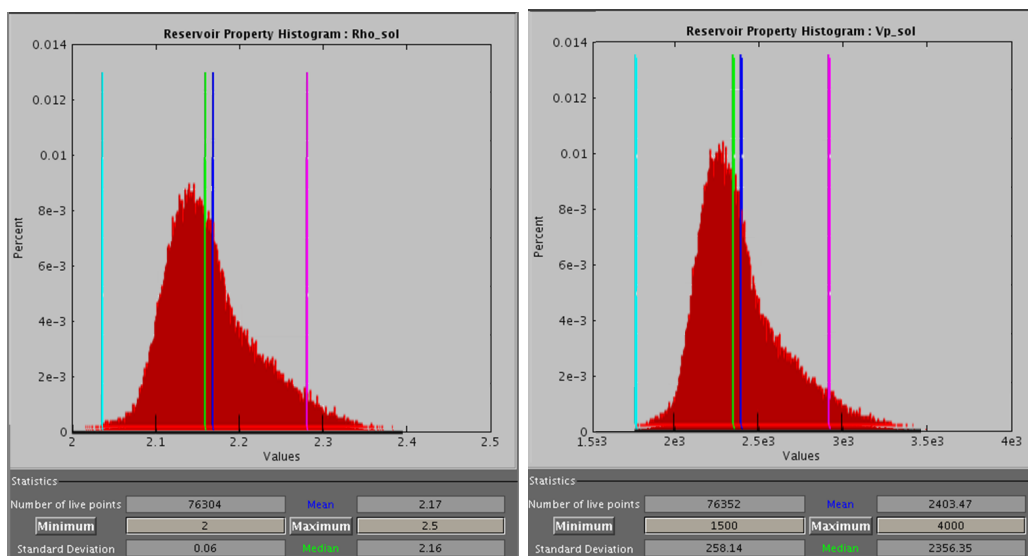 Reservoir Property Histogram : Rho_sol
0.014
0.012
0.01
8e-3
6e-3
4e-3
2e-3
0
Percent
2
2.1
2.2
2.3
2.4
2.5
Values
Statistics
Number of live points 76304 Mean 2.17
Minimum 2 Maximum 2.5
Standard Deviation 0.06 Median 2.16
Reservoir Property Histogram : Vp_sol
0.014
0.012
0.01
8e-3
6e-3
4e-3
2e-3
0
Percent
1.5e3
2e3
2.5e3
3e3
3.5e3
4e3
Values
Statistics
Number of live points 76352 Mean 2403.47
Minimum 1500 Maximum 4000
Standard Deviation 258.14 Median 2356.35